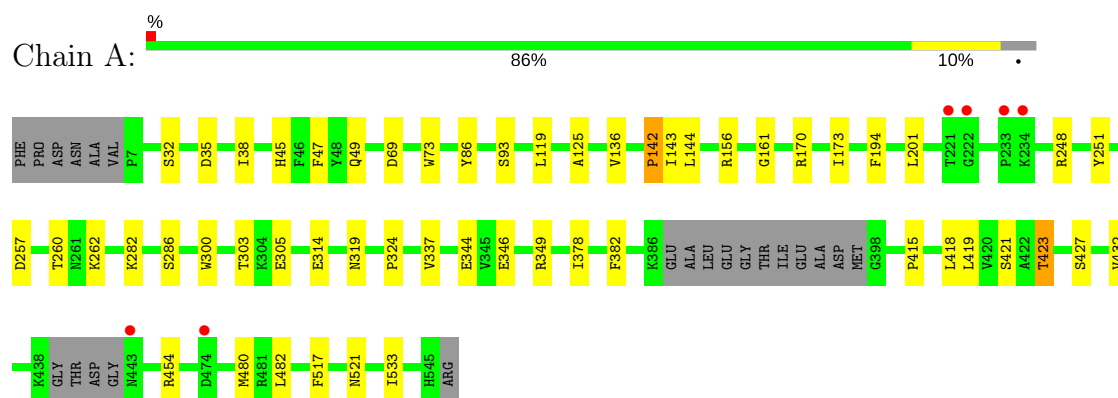 %
Chain A:
86% 10% •
PHE PRO ASP ASN ALA VAL P7 S32 D35 I38 H45 F46 F47 Y48 Q49 D69 W73 Y86 S93 L119 A125 V136 P142 I143 L144 R156 G161 R170 I173 F194 L201 T221 G222 P233 K234 R248 Y251
D257 T260 N261 K262 K282 S286 W300 T303 K304 E305 E314 N319 P324 V337 E344 V345 E346 R349 I378 F382 K386 GLU ALA LEU GLU GLY THR ILE GLU ALA ASP MET G398 P415 L418 L419 V420 S421 A422 T423 S427
K438 GLY THR ASP GLY N443 R454 D474 M480 R481 L482 F517 N521 I533 H545 ARG